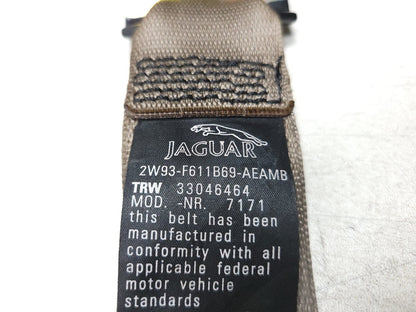 JAGUAR
2W93-F611B69-AEAMB
TRW 33046464
MOD. -NR. 7171
this belt has been
manufactured in
conformity with all
applicable federal
motor vehicle
standards